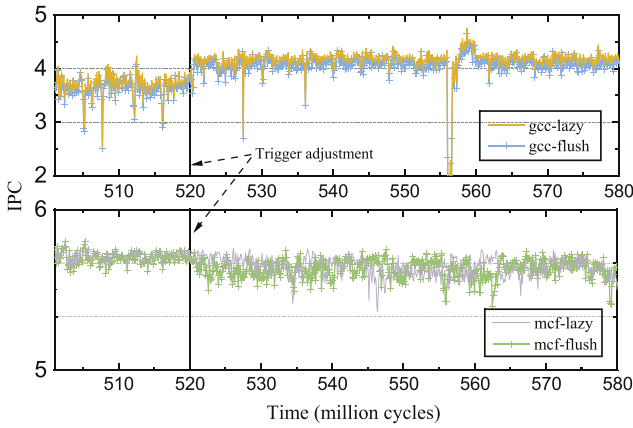 5
4
3
2
gcc-lazy
gcc-flush
510 520 530 540 550 560 570 580
Trigger adjustment
IPC
6
5
mcf-lazy
mcf-flush
510 520 530 540 550 560 570 580
Time (million cycles)